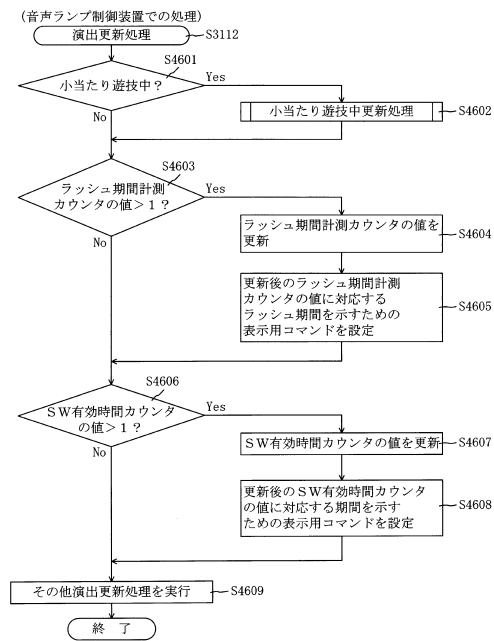 (音声ランプ制御装置での処理)
演出更新処理
S3112
S4601
小当たり遊技中？
Yes
No
小当たり遊技中更新処理
S4602
S4603
ラッシュ期間計測
カウンタの値＞１？
Yes
No
ラッシュ期間計測カウンタの値を
更新
S4604
更新後のラッシュ期間計測
カウンタの値に対応する
ラッシュ期間を示すための
表示用コマンドを設定
S4605
S4606
ＳＷ有効時間カウンタ
の値＞１？
Yes
No
ＳＷ有効時間カウンタの値を更新
S4607
更新後のＳＷ有効時間カウンタ
の値に対応する期間を示す
ための表示用コマンドを設定
S4608
その他演出更新処理を実行
S4609
終 了